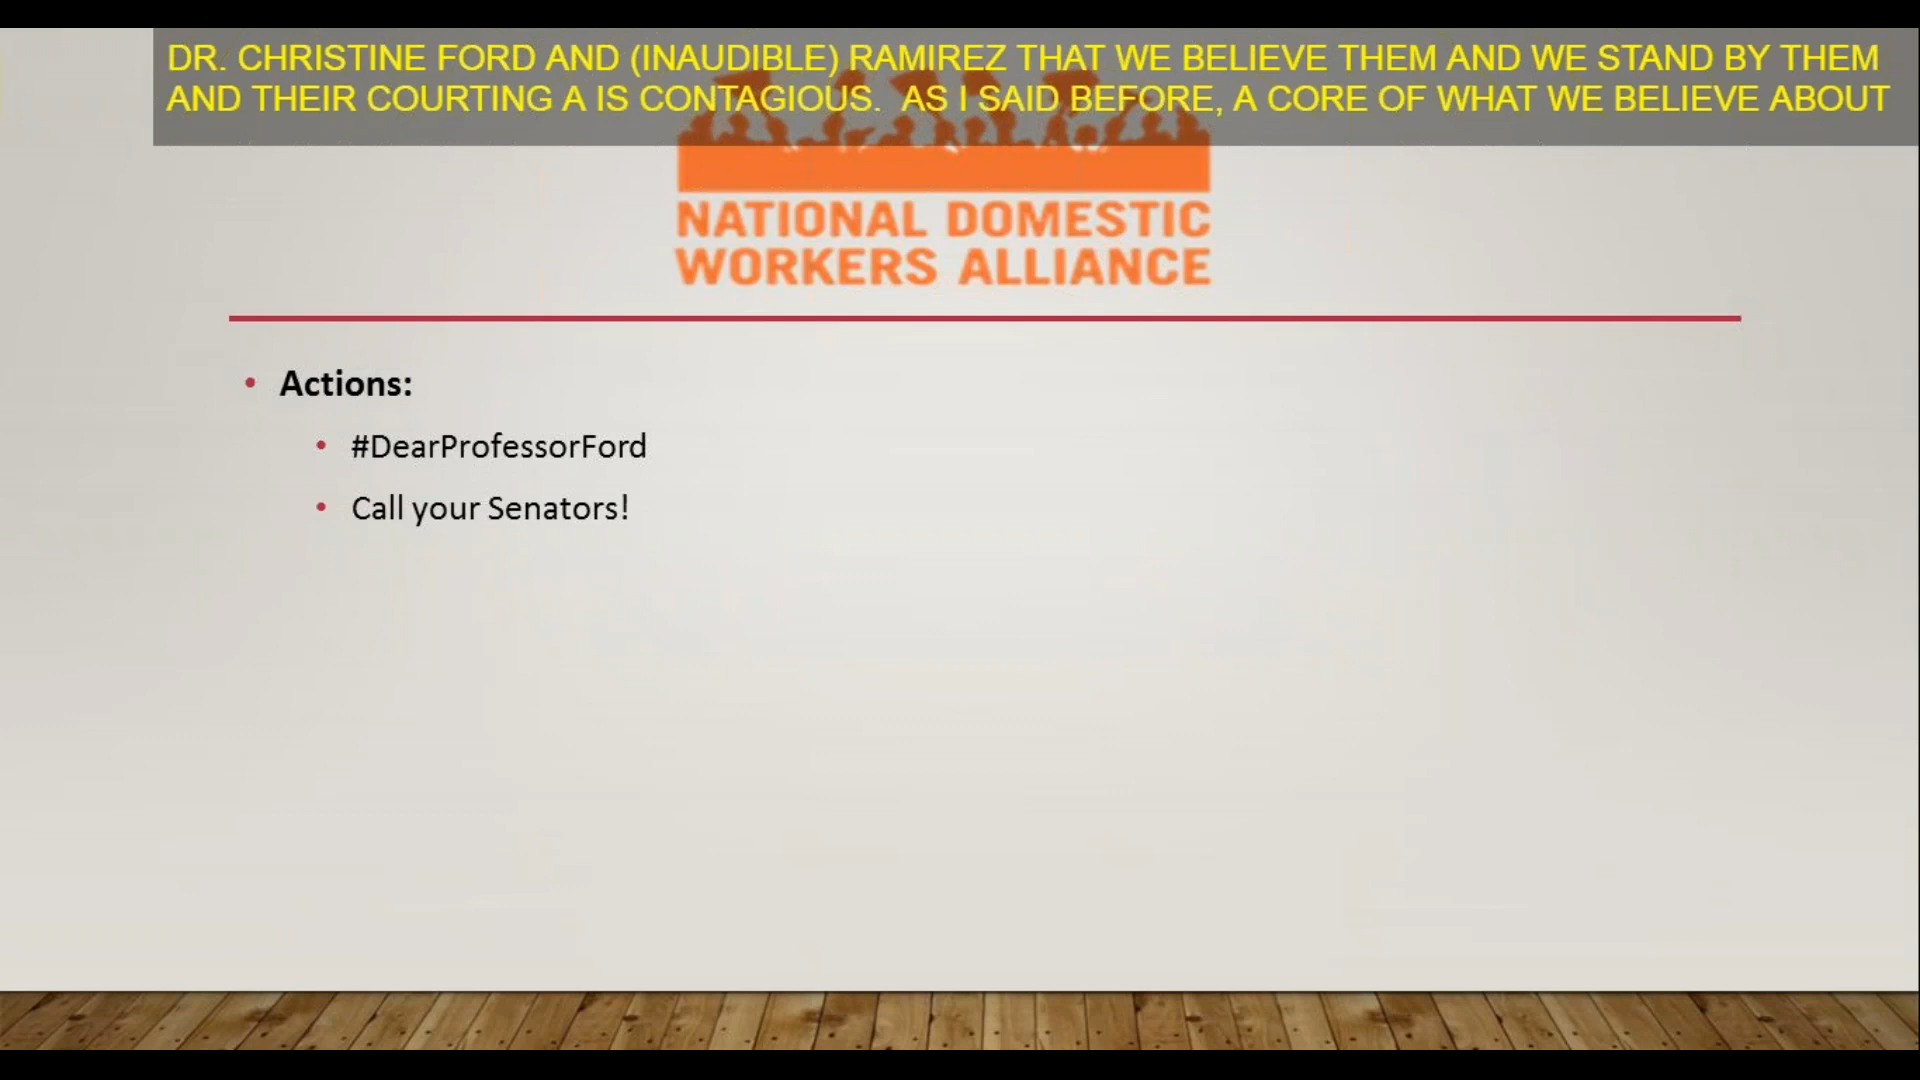 DR. CHRISTINE FORD AND (INAUDIBLE) RAMIREZ THAT WE BELIEVE THEM AND WE STAND BY THEM
AND THEIR COURTING A IS CONTAGIOUS.  AS I SAID BEFORE, A CORE OF WHAT WE BELIEVE ABOUT
NATIONAL DOMESTIC
WORKERS ALLIANCE
• Actions:
• #DearProfessorFord
• Call your Senators!